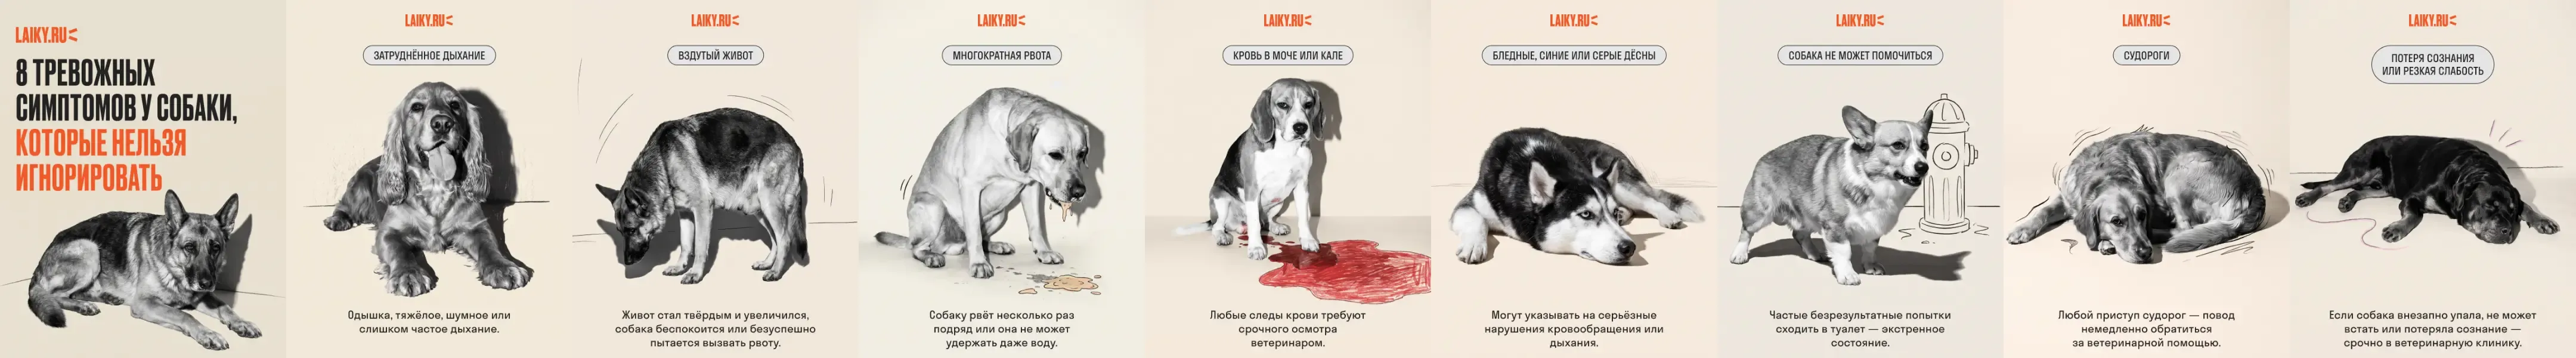 LAIKY.RU
8 ТРЕВОЖНЫХ
СИМПТОМОВ У СОБАКИ,
КОТОРЫЕ НЕЛЬЗЯ
ИГНОРИРОВАТЬ
LAIKY.RU
ЗАТРУДНЁННОЕ ДЫХАНИЕ
Одышка, тяжёлое, шумное или
слишком частое дыхание.
LAIKY.RU
ВЗДУТЫЙ ЖИВОТ
Живот стал твёрдым и увеличился,
собака беспокоится или безуспешно
пытается вызвать рвоту.
LAIKY.RU
МНОГОКРАТНАЯ РВОТА
Собаку рвёт несколько раз
подряд или она не может
удержать даже воду.
LAIKY.RU
КРОВЬ В МОЧЕ ИЛИ КАЛЕ
Любые следы крови требуют
срочного осмотра
ветеринаром.
LAIKY.RU
БЛЕДНЫЕ, СИНИЕ ИЛИ СЕРЫЕ ДЁСНЫ
Могут указывать на серьёзные
нарушения кровообращения или
дыхания.
LAIKY.RU
СОБАКА НЕ МОЖЕТ ПОМОЧИТЬСЯ
Частые безрезультатные попытки
сходить в туалет — экстренное
состояние.
LAIKY.RU
СУДОРОГИ
Любой приступ судорог — повод
немедленно обратиться
за ветеринарной помощью.
LAIKY.RU
ПОТЕРЯ СОЗНАНИЯ
ИЛИ РЕЗКАЯ СЛАБОСТЬ
Если собака внезапно упала, не может
встать или потеряла сознание —
срочно в ветеринарную клинику.